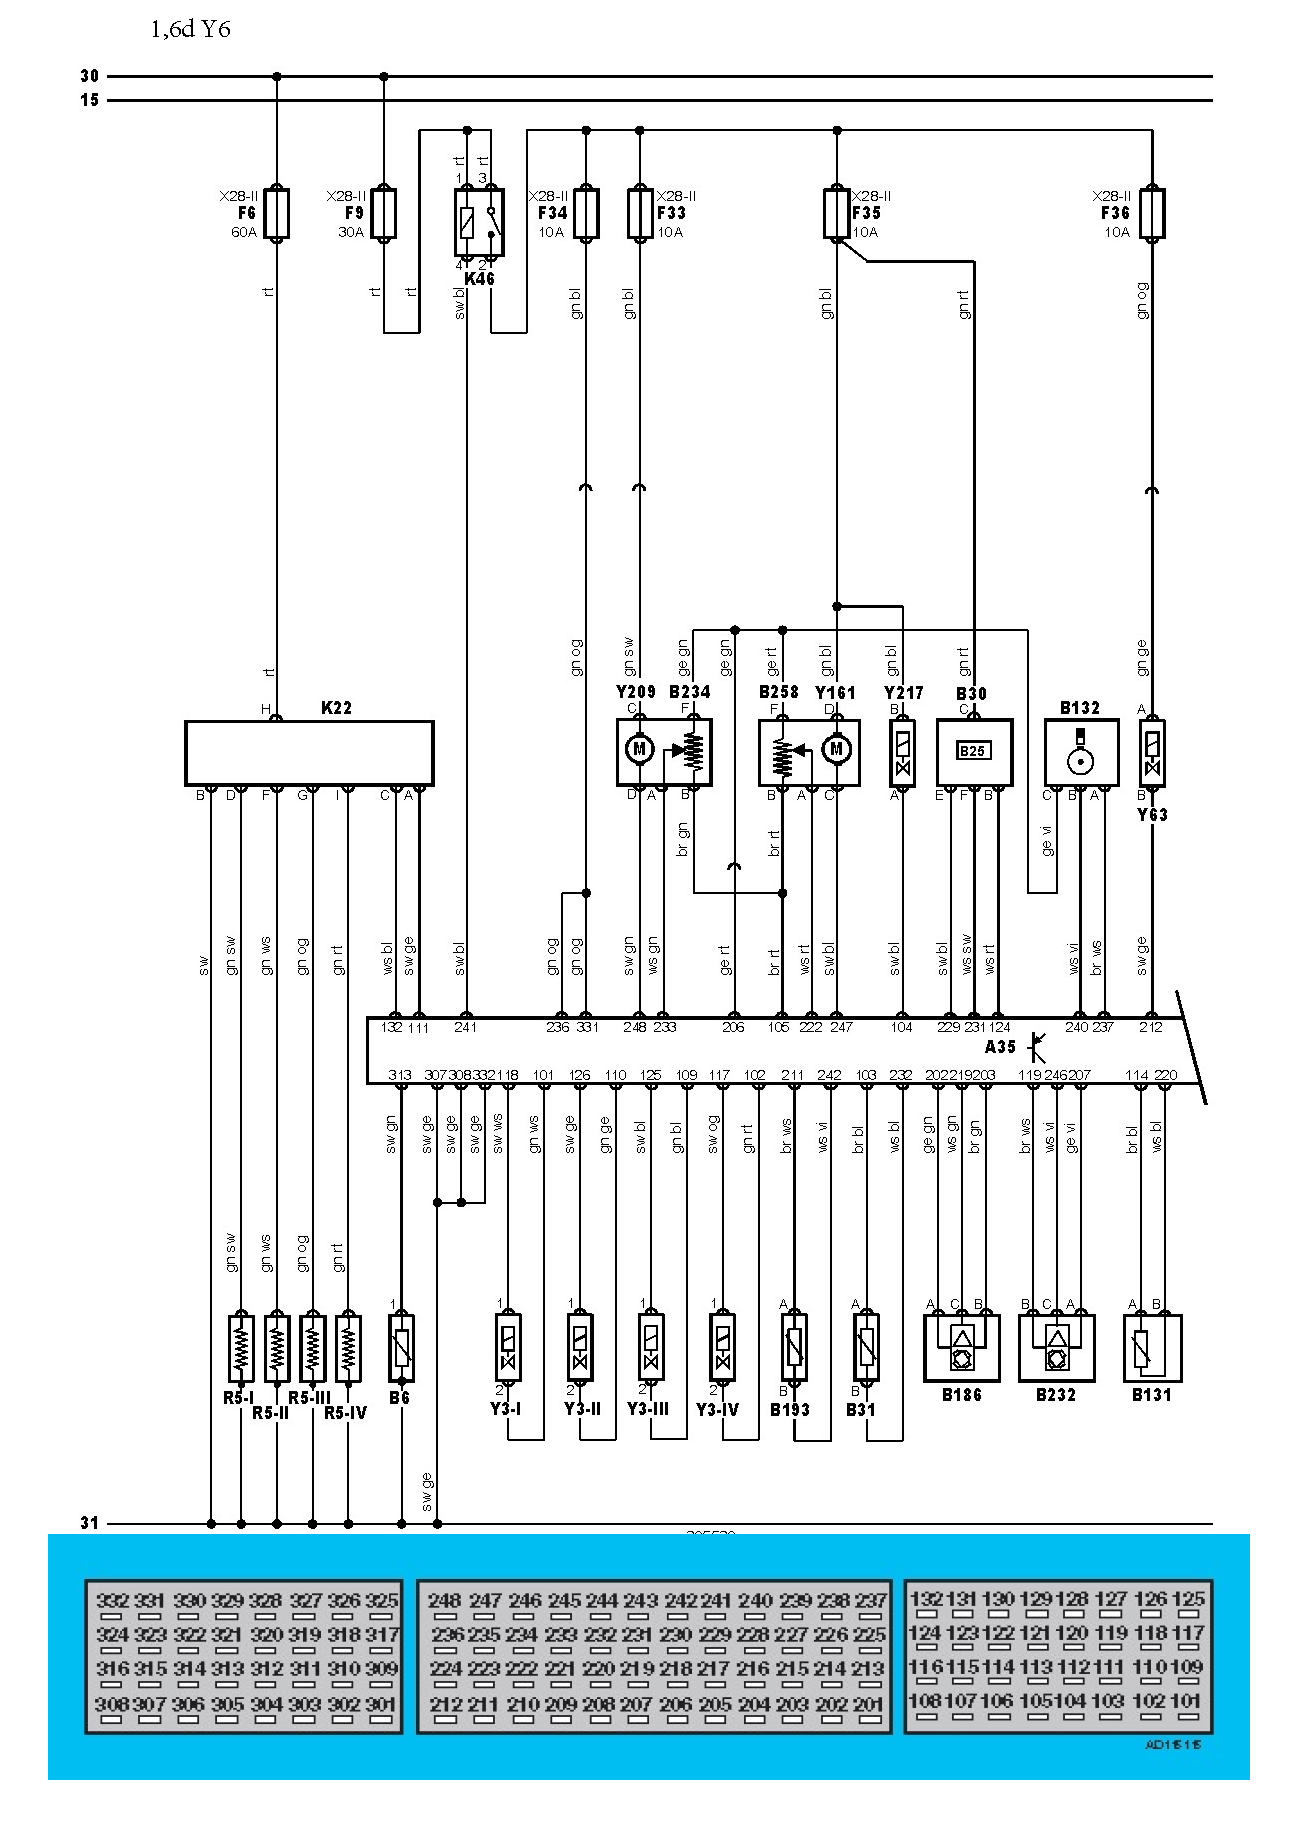 1,6d Y6
30
15
rt rt
1 3
X28-II X28-II X28-II X28-II X28-II X28-II
F6 F9 F34 F33 F35 F36
60A 30A 10A 10A 10A 10A
4 2
K46
rt rt rt sw bl gn bl gn bl gn bl gn rt gn og
rt gn og gn sw ge gn ge gn ge rt gn bl gn bl gn rt gn ge
Y209 B234 B258 Y161 Y217 B30
H K22 C F F D B C B132 A
M M B25
B D F G I C A D A B B A C A E F B C B A B
Y63
br gn br rt ge vi
sw gn sw gn ws gn og gn rt ws bl sw ge sw bl gn og gn og sw gn ws gn ge rt br rt ws rt sw bl sw bl sw bl ws sw ws rt ws vi br ws sw ge
132 111 241 236 331 248 233 206 105 222 247 104 229 231 124 240 237 212
A35
313 307 308 332 118 101 126 110 125 109 117 102 211 242 103 232 202 219 203 119 246 207 114 220
sw gn sw ge sw ge sw ge sw ws gn ws sw ge gn ge sw bl gn bl sw og gn rt br ws ws vi br bl ws bl ge gn ws gn br gn br ws ws vi ge vi br bl ws bl
gn sw gn ws gn og gn rt
1 1 1 1 1 A A A C B B C A A B
2 2 2 2 B B
R5-I R5-II R5-III R5-IV B6 Y3-I Y3-II Y3-III Y3-IV B193 B31 B186 B232 B131
sw ge
31
332 331 330 329 328 327 326 325 248 247 246 245 244 243 242 241 240 239 238 237 132 131 130 129 128 127 126 125
324 323 322 321 320 319 318 317 236 235 234 233 232 231 230 229 228 227 226 225 124 123 122 121 120 119 118 117
316 315 314 313 312 311 310 309 224 223 222 221 220 219 218 217 216 215 214 213 116 115 114 113 112 111 110 109
308 307 306 305 304 303 302 301 212 211 210 209 208 207 206 205 204 203 202 201 108 107 106 105 104 103 102 101